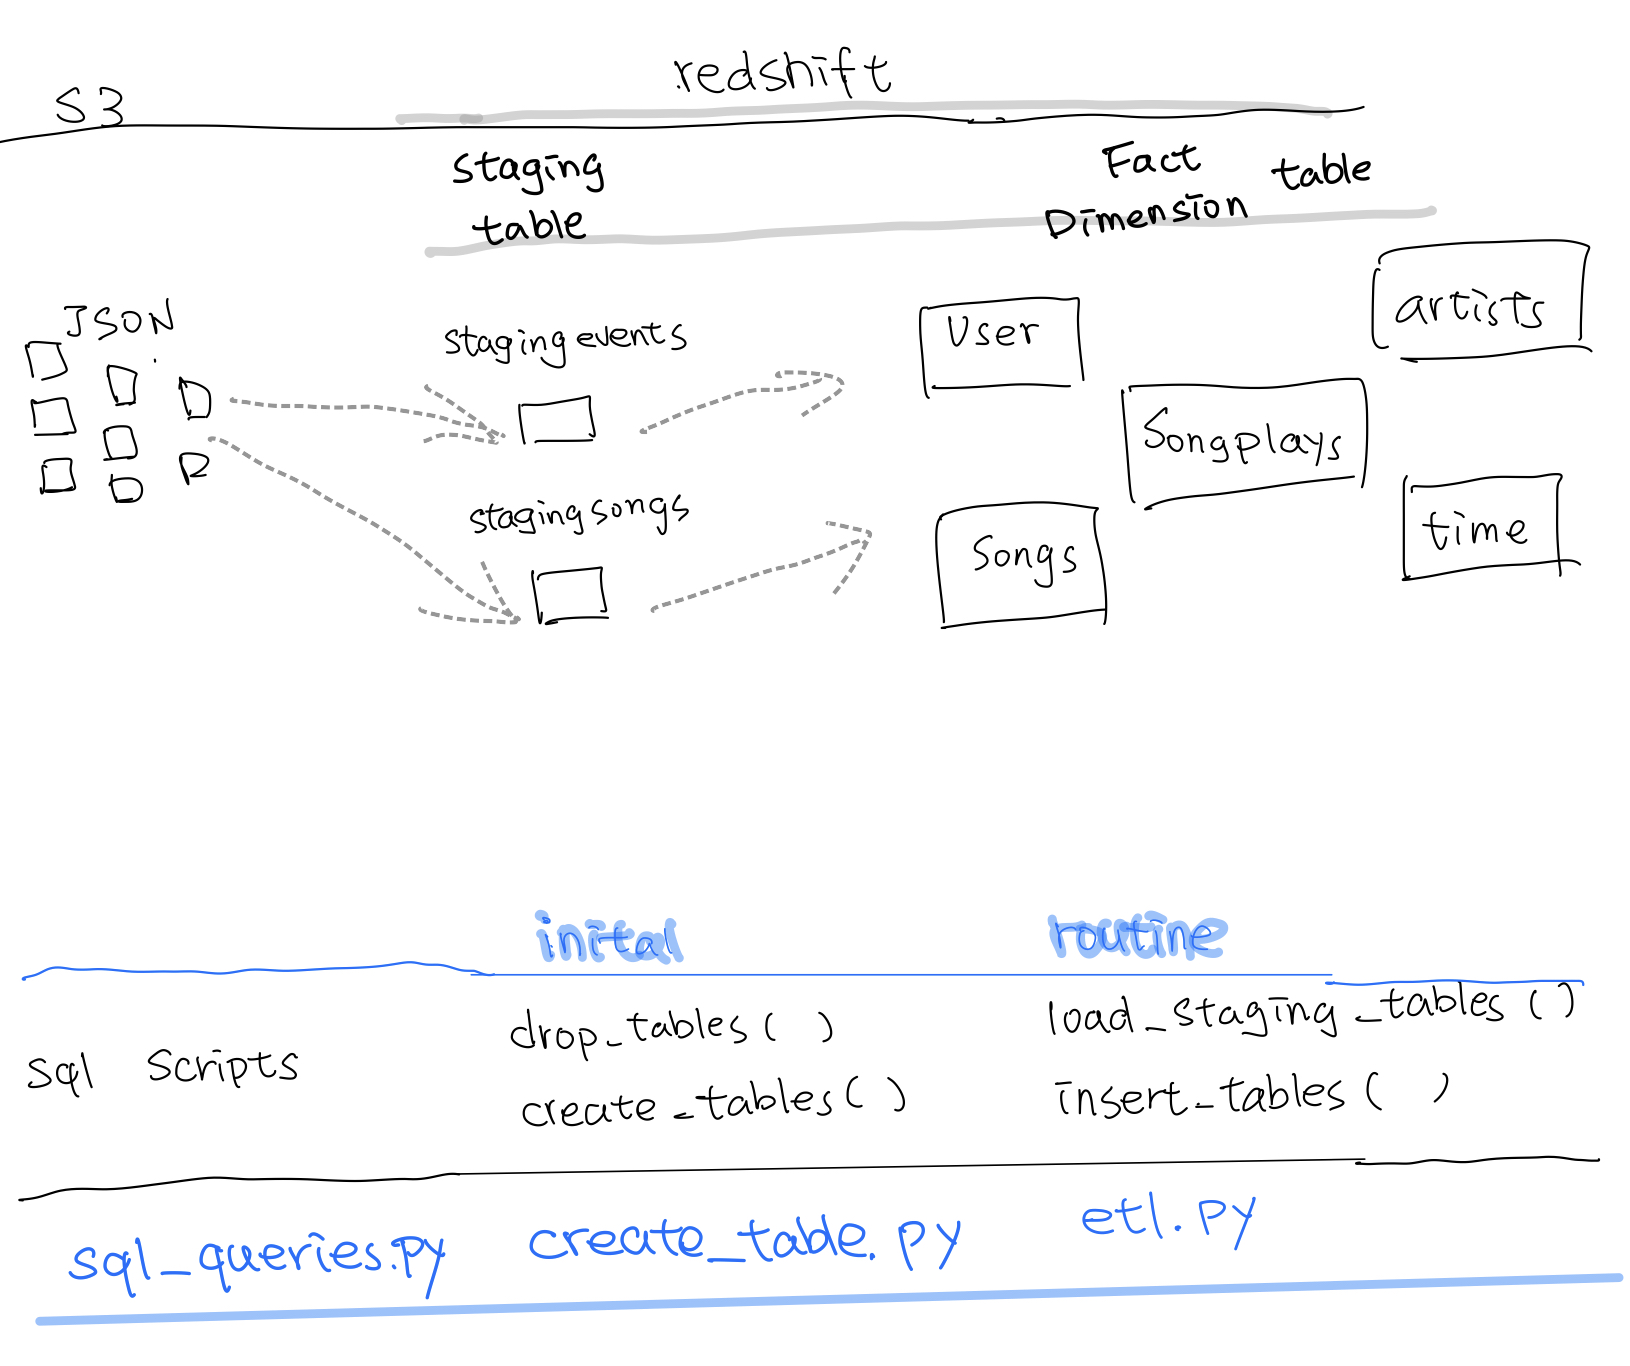 S3
redshift
staging
table
Fact
Dimension
table
JSON
staging events
staging songs
User
artists
Songplays
Songs
time
inital
routine
sql scripts
drop_tables( )
create_tables( )
load_staging_tables( )
insert_tables( )
sql_queries.py
create_table.py
etl.py